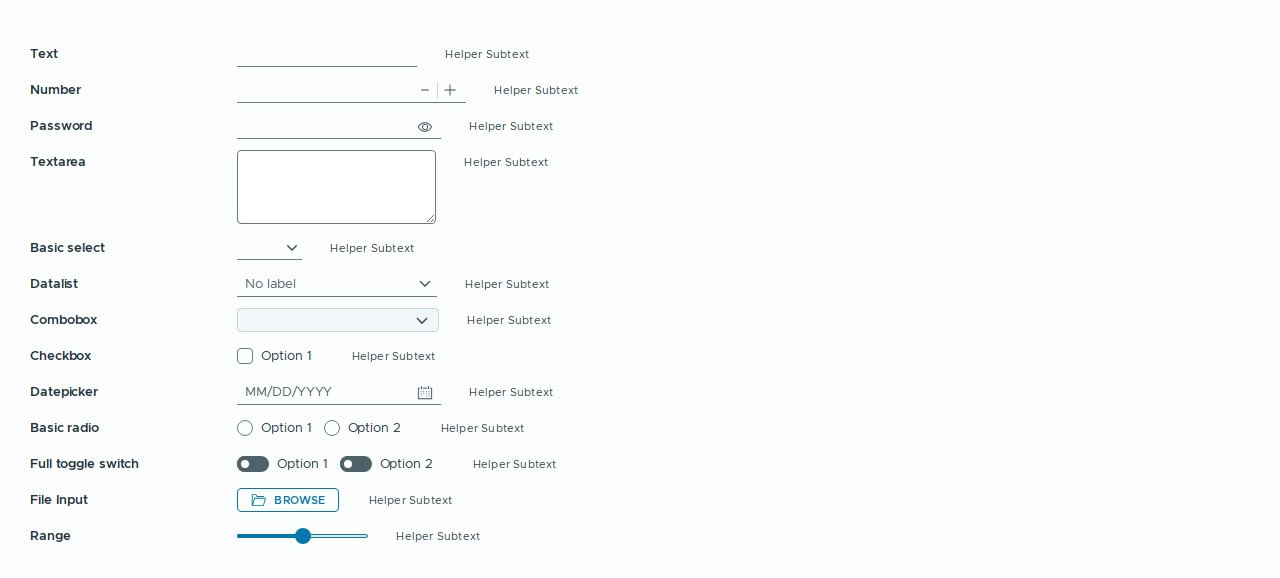 Text Helper Subtext
Number Helper Subtext
Password Helper Subtext
Textarea Helper Subtext
Basic select Helper Subtext
Datalist No label Helper Subtext
Combobox Helper Subtext
Checkbox Option 1 Helper Subtext
Datepicker MM/DD/YYYY Helper Subtext
Basic radio Option 1 Option 2 Helper Subtext
Full toggle switch Option 1 Option 2 Helper Subtext
File Input BROWSE Helper Subtext
Range Helper Subtext